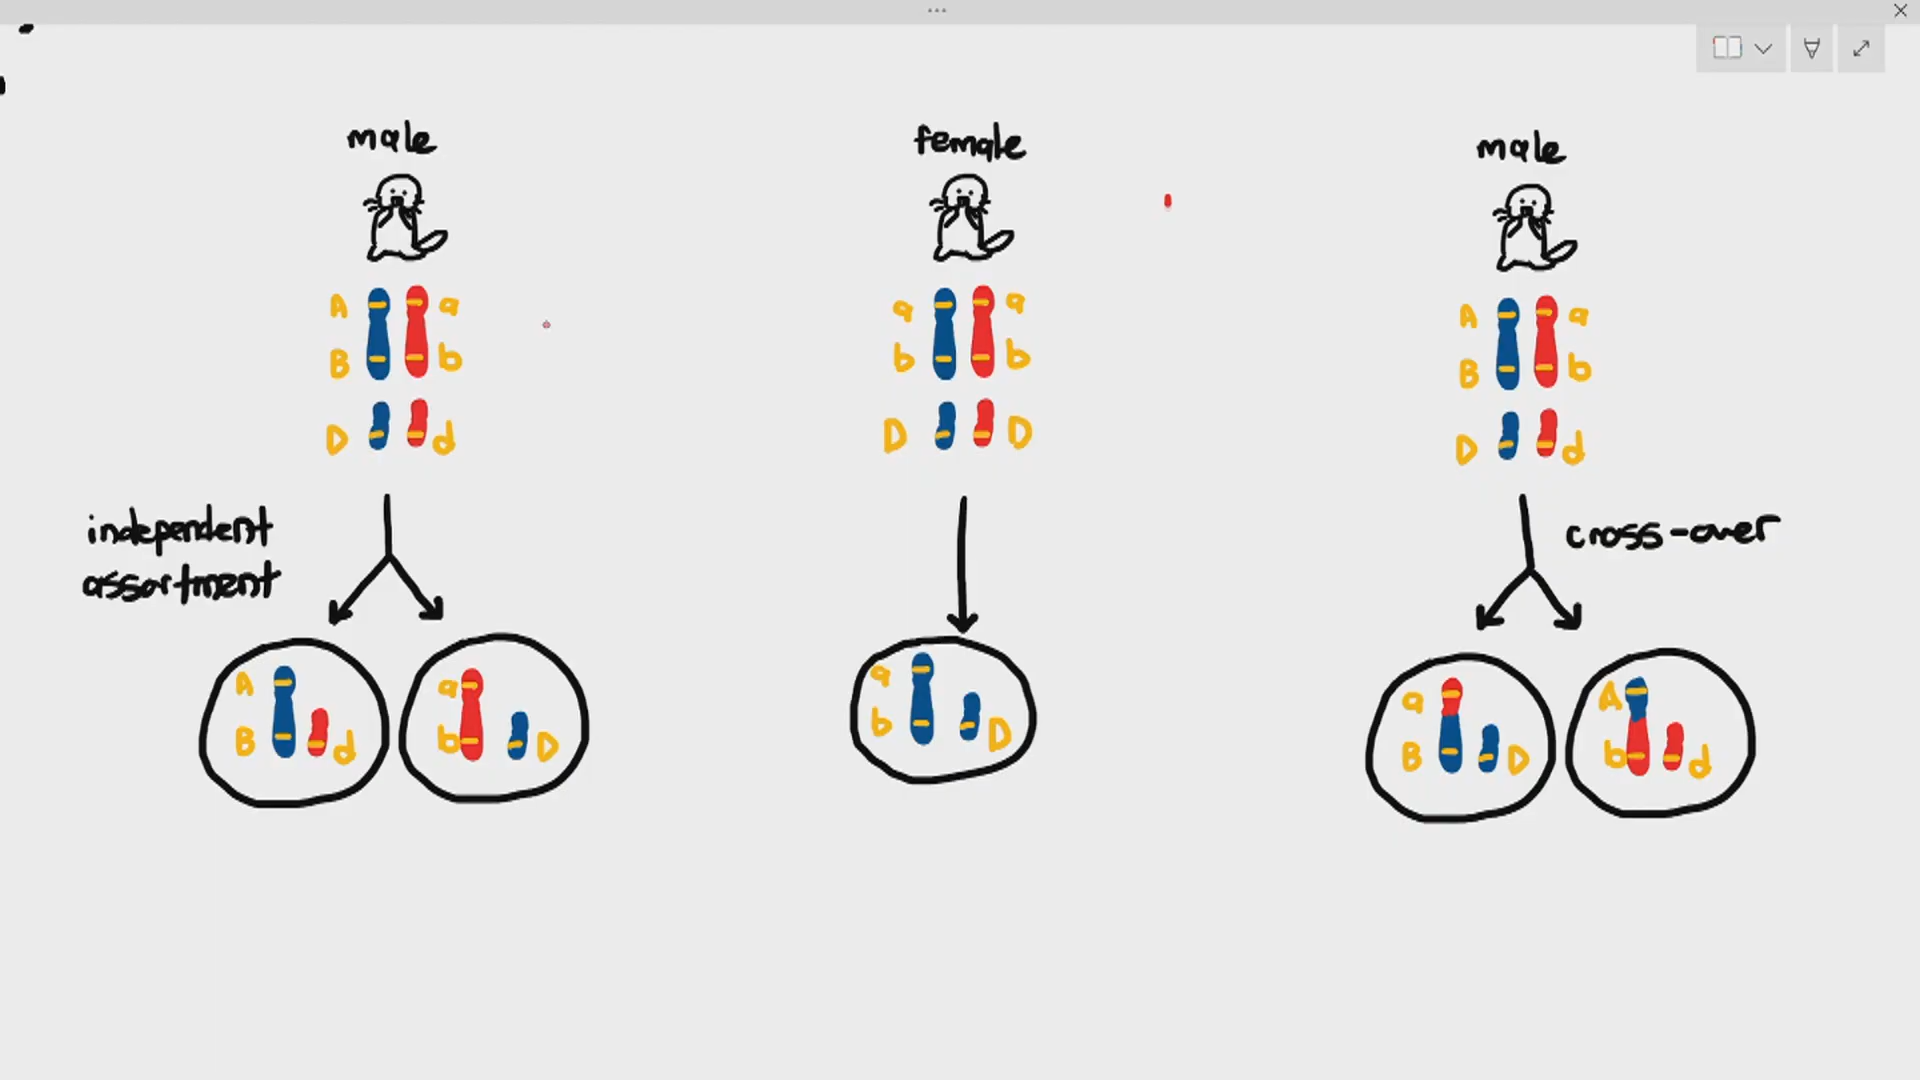 male
female
male
A a
B b
D d
a a
b b
D D
A a
B b
D d
independent
assortment
cross-over
A
B d
a
b D
a
b D
a
B D
A
b d